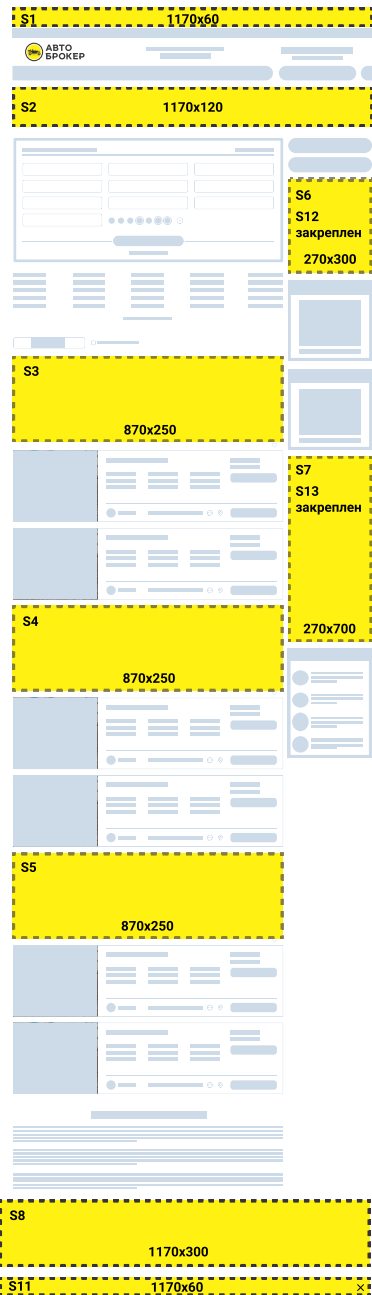 S1
1170x60
АВТО
БРОКЕР
S2
1170x120
S6
S12
закреплен
270x300
S3
870x250
S7
S13
закреплен
270x700
S4
870x250
S5
870x250
S8
1170x300
S11
1170x60
×